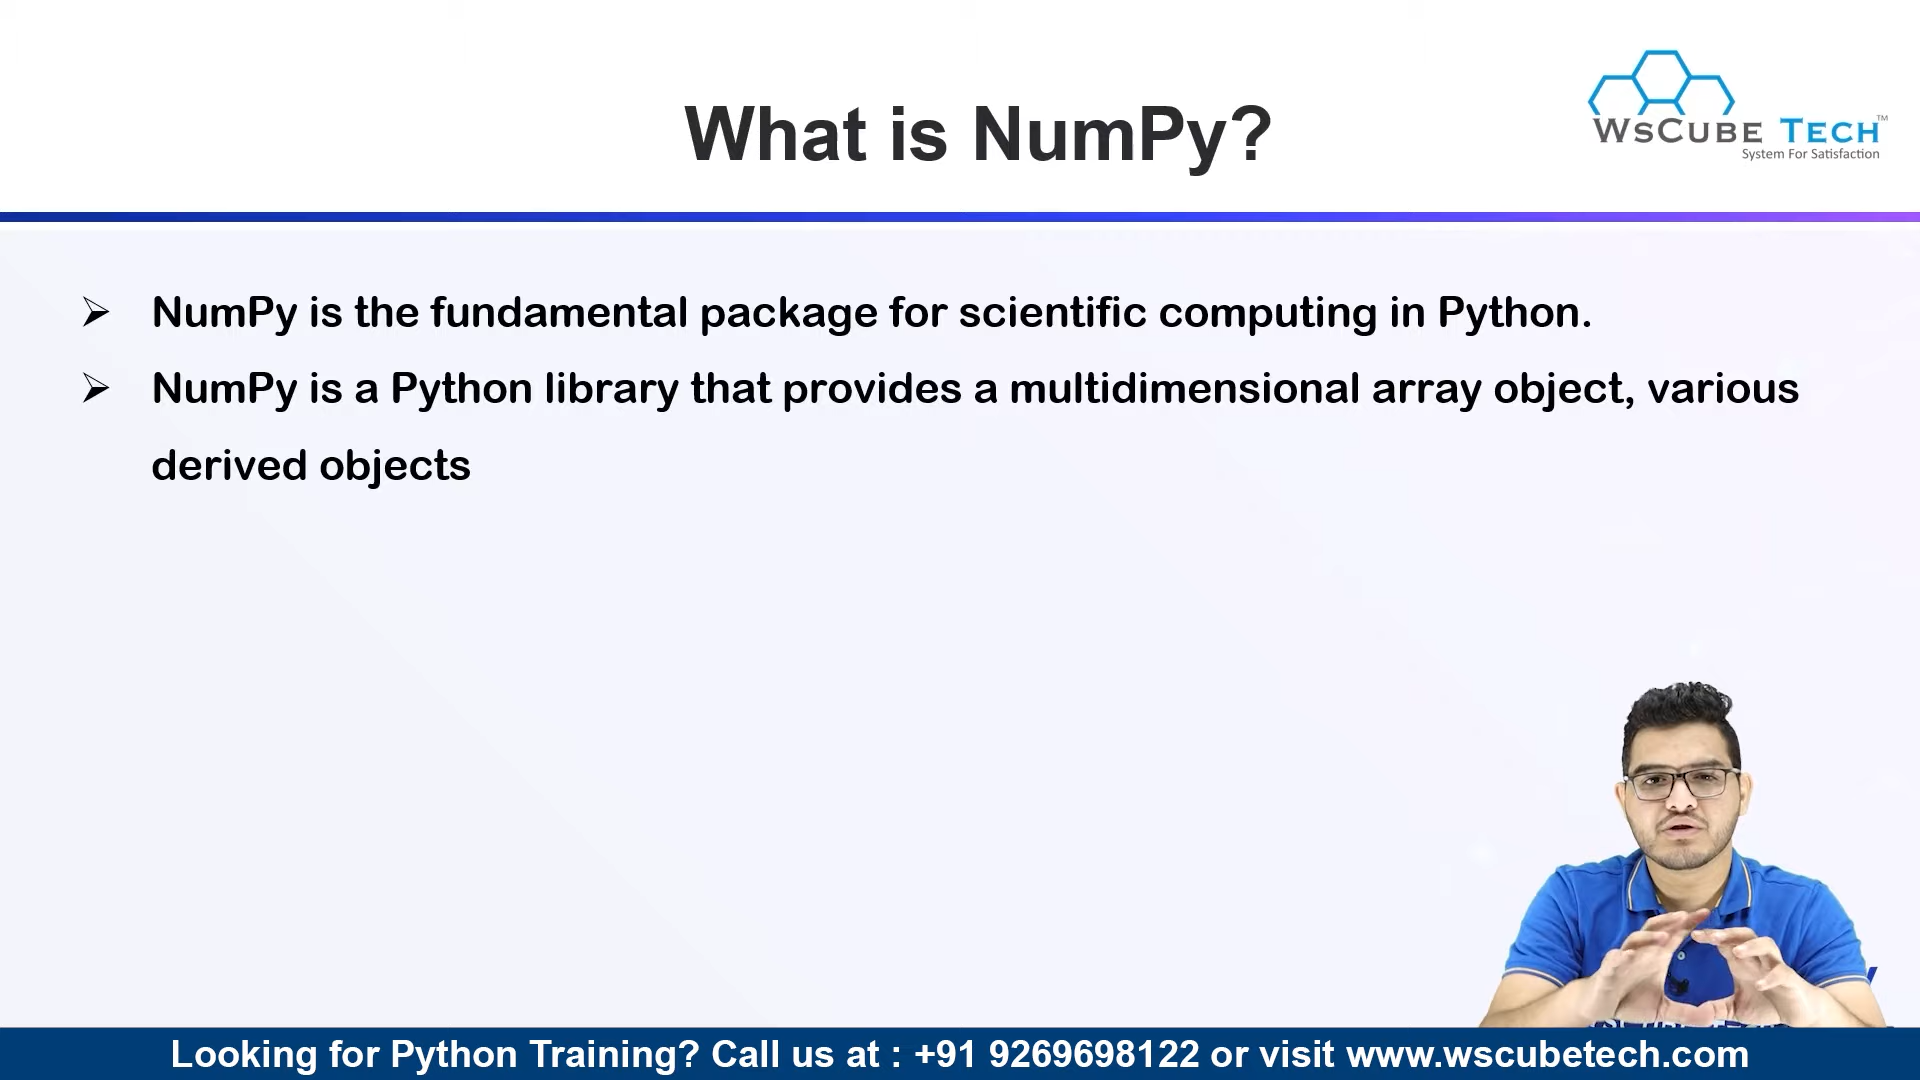 What is NumPy?
WsCUBE TECH™
System For Satisfaction
➢ NumPy is the fundamental package for scientific computing in Python.
➢ NumPy is a Python library that provides a multidimensional array object, various
derived objects
Looking for Python Training? Call us at : +91 9269698122 or visit www.wscubetech.com